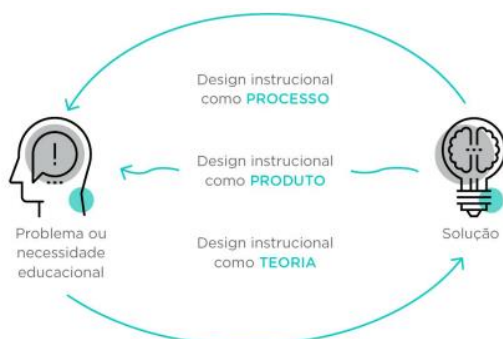 Design instrucional
como PROCESSO
Design instrucional
como PRODUTO
Problema ou
necessidade
educacional
Design instrucional
como TEORIA
Solução